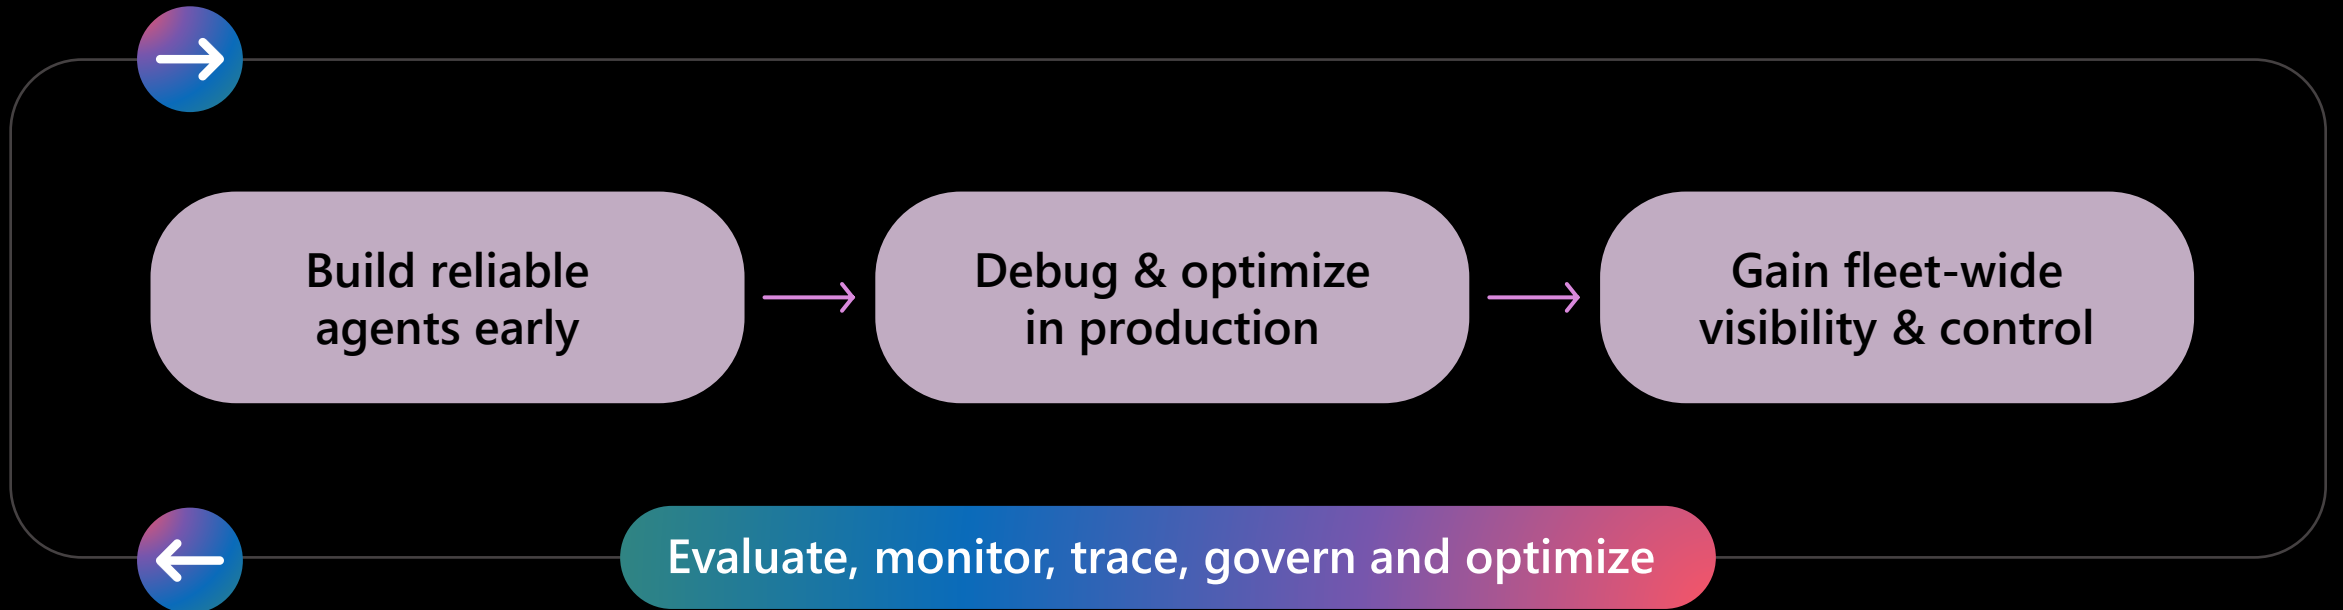 Build reliable
agents early
Debug & optimize
in production
Gain fleet-wide
visibility & control
Evaluate, monitor, trace, govern and optimize